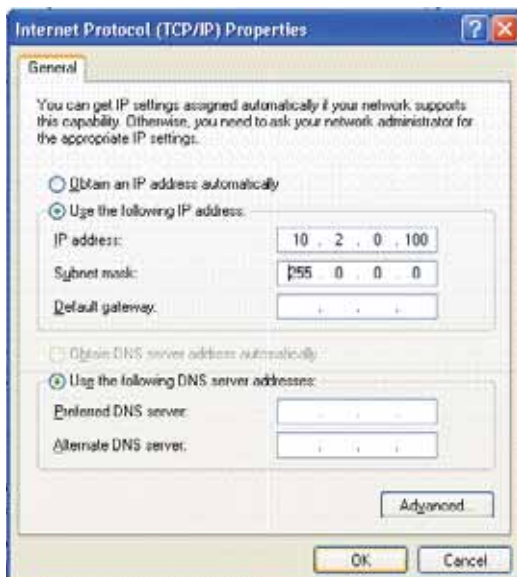 Internet Protocol (TCP/IP) Properties
General
You can get IP settings assigned automatically if your network supports
this capability. Otherwise, you need to ask your network administrator for
the appropriate IP settings.
Obtain an IP address automatically
Use the following IP address:
IP address: 10 . 2 . 0 . 100
Subnet mask: 255 . 0 . 0 . 0
Default gateway: . . .
Obtain DNS server address automatically
Use the following DNS server addresses:
Preferred DNS server: . . .
Alternate DNS server: . . .
Advanced...
OK Cancel